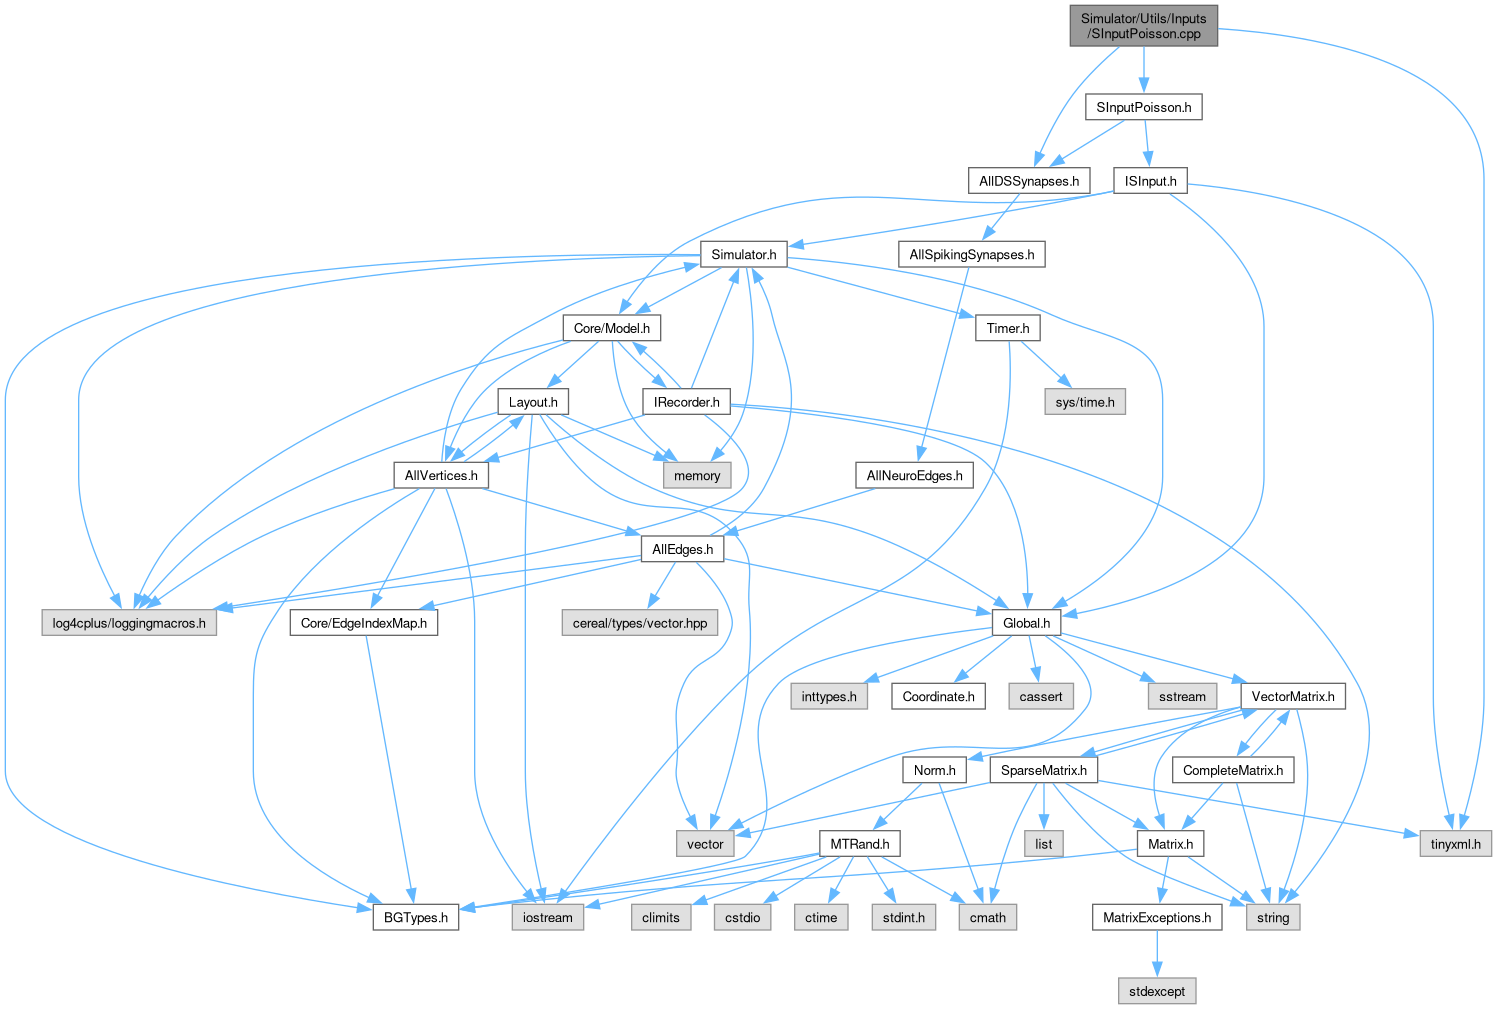 Simulator/Utils/Inputs
/SInputPoisson.cpp
SInputPoisson.h
AllDSSynapses.h
ISInput.h
Simulator.h
AllSpikingSynapses.h
Core/Model.h
Timer.h
Layout.h
IRecorder.h
sys/time.h
AllVertices.h
memory
AllNeuroEdges.h
AllEdges.h
log4cplus/loggingmacros.h
Core/EdgeIndexMap.h
cereal/types/vector.hpp
Global.h
inttypes.h
Coordinate.h
cassert
sstream
VectorMatrix.h
Norm.h
SparseMatrix.h
CompleteMatrix.h
vector
MTRand.h
list
Matrix.h
tinyxml.h
BGTypes.h
iostream
climits
cstdio
ctime
stdint.h
cmath
MatrixExceptions.h
string
stdexcept